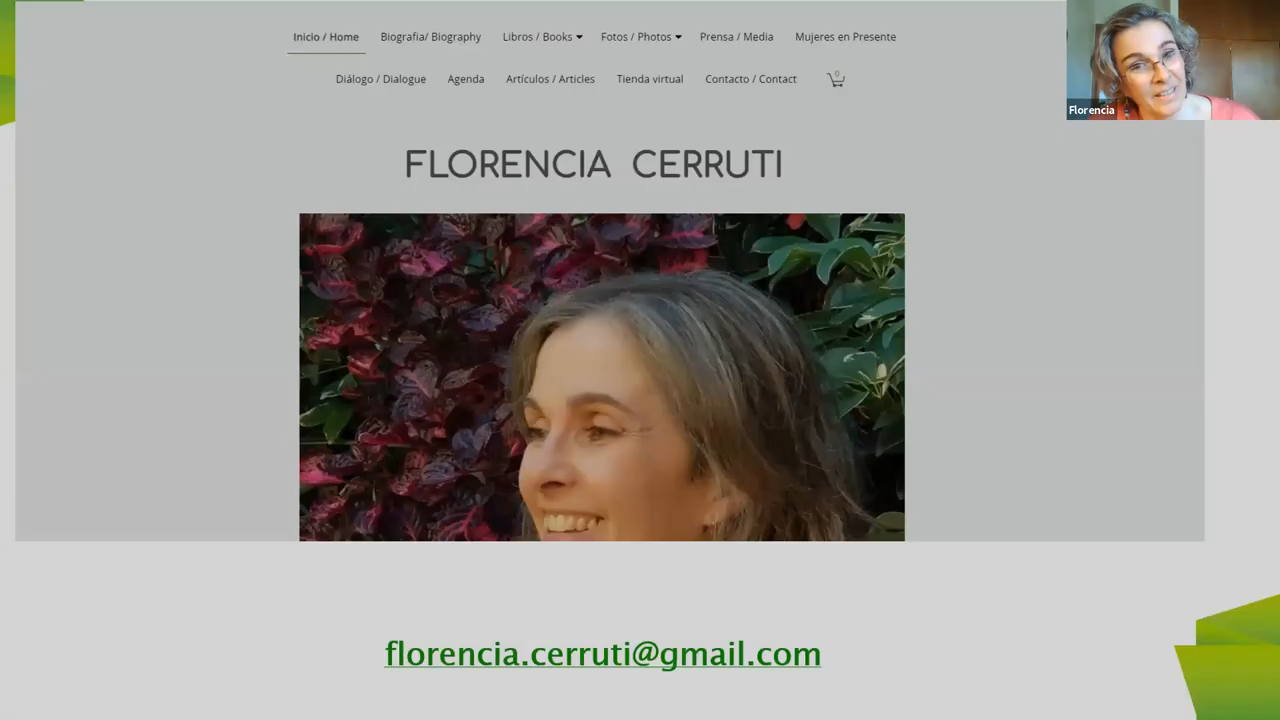 Inicio / Home Biografia/ Biography Libros / Books Fotos / Photos Prensa / Media Mujeres en Presente
Diálogo / Dialogue Agenda Artículos / Articles Tienda virtual Contacto / Contact 0
Florencia
FLORENCIA CERRUTI
florencia.cerruti@gmail.com